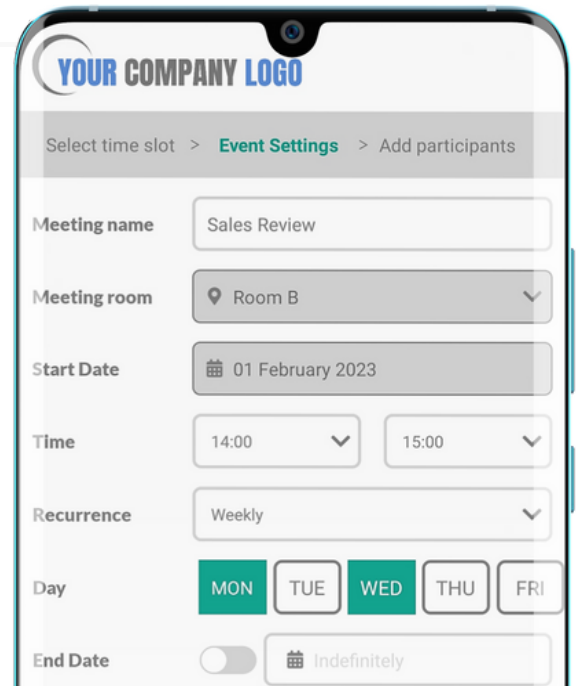 YOUR COMPANY LOGO
Select time slot > Event Settings > Add participants
Meeting name Sales Review
Meeting room Room B
Start Date 01 February 2023
Time 14:00 15:00
Recurrence Weekly
Day MON TUE WED THU FRI
End Date Indefinitely